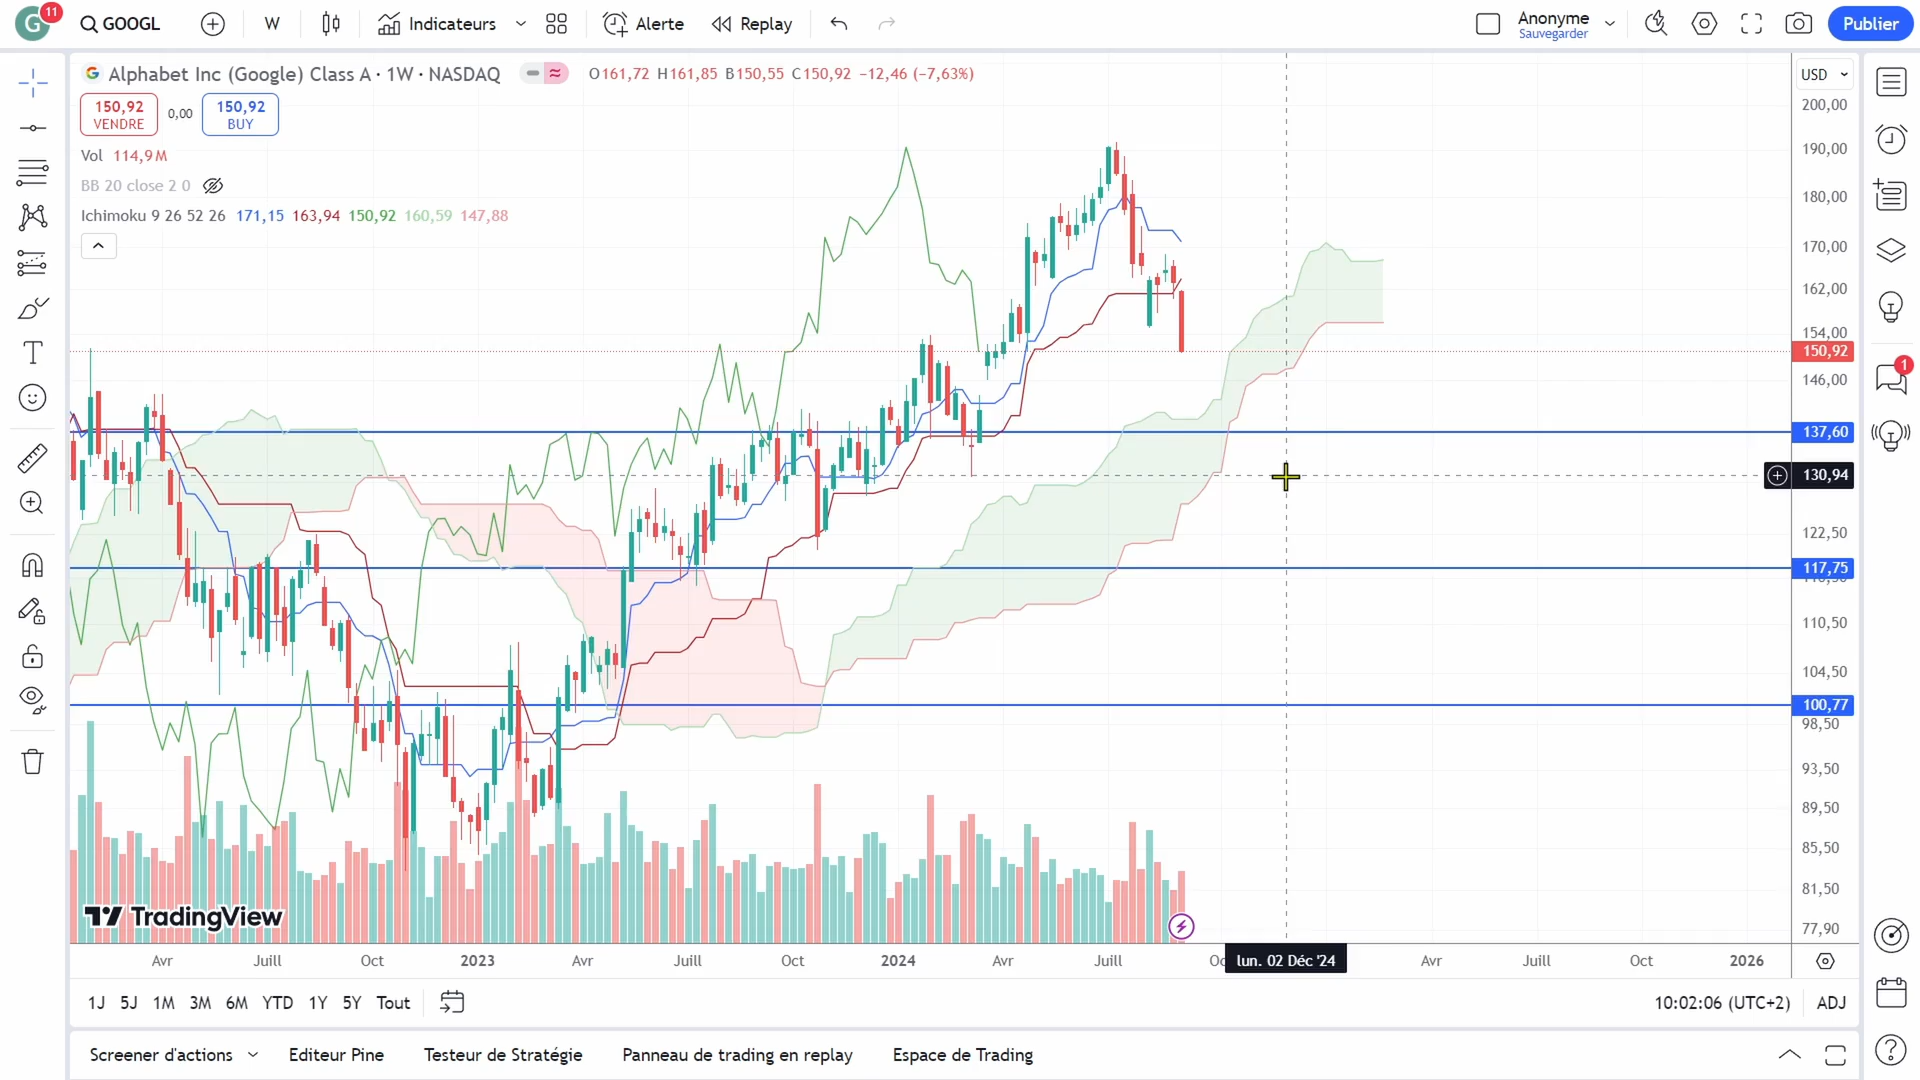 G
11
GOOGL
W
Indicateurs
Alerte
Replay
Anonyme
Sauvegarder
Publier
G Alphabet Inc (Google) Class A · 1W · NASDAQ
O161,72 H161,85 B150,55 C150,92 −12,46 (−7,63%)
USD
150,92
VENDRE
0,00
150,92
BUY
Vol 114,9 M
BB 20 close 2 0
Ichimoku 9 26 52 26 171,15 163,94 150,92 160,59 147,88
200,00
190,00
180,00
170,00
162,00
154,00
150,92
146,00
137,60
130,94
122,50
117,75
110,50
104,50
100,77
98,50
93,50
89,50
85,50
81,50
77,90
1
T
TradingView
Avr
Juill
Oct
2023
Avr
Juill
Oct
2024
Avr
Juill
lun. 02 Déc '24
Avr
Juill
Oct
2026
1J
5J
1M
3M
6M
YTD
1Y
5Y
Tout
10:02:06 (UTC+2)
ADJ
Screener d'actions
Editeur Pine
Testeur de Stratégie
Panneau de trading en replay
Espace de Trading